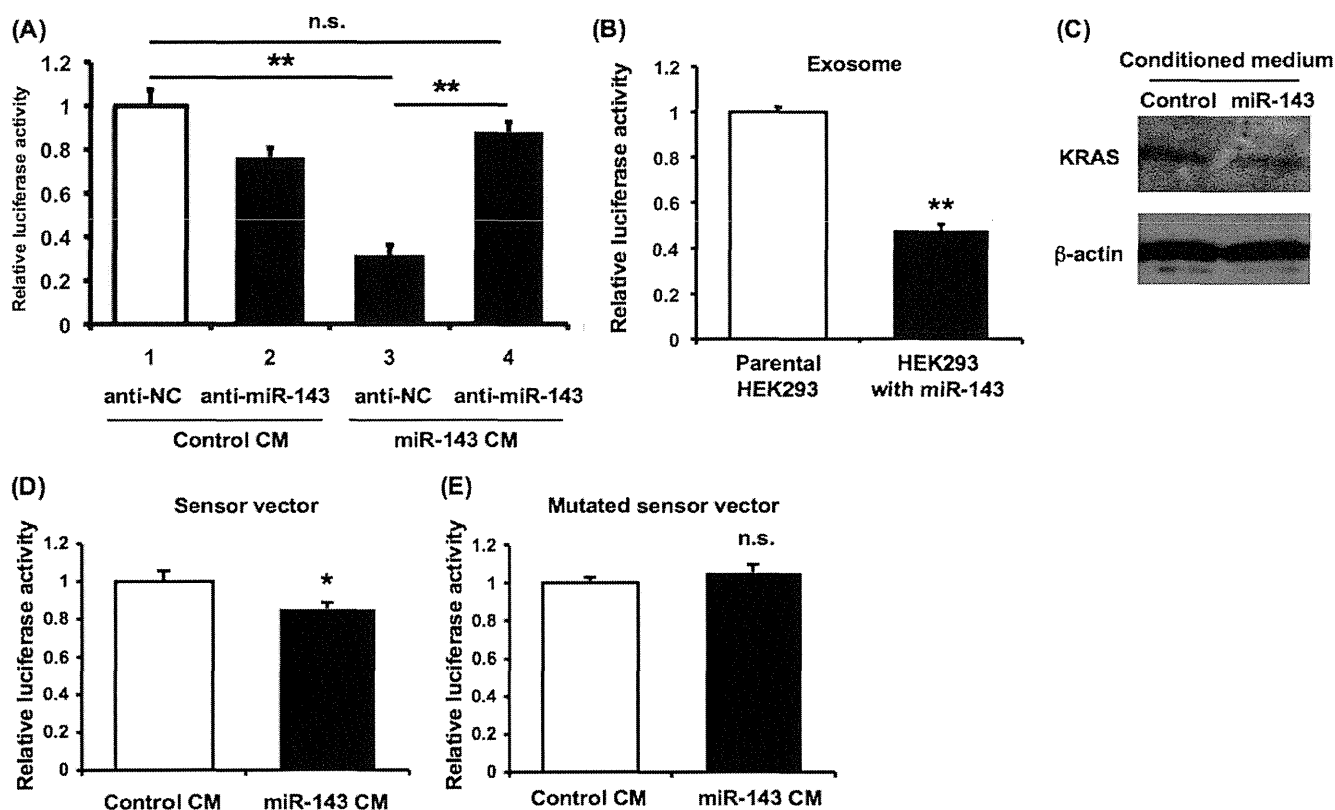 (A)
n.s.
**
**
Relative luciferase activity
1.2
1
0.8
0.6
0.4
0.2
0
1 2 3 4
anti-NC anti-miR-143 anti-NC anti-miR-143
Control CM miR-143 CM
(B)
Exosome
Relative luciferase activity
1.2
1
0.8
0.6
0.4
0.2
0
**
Parental HEK293
HEK293 with miR-143
(C)
Conditioned medium
Control miR-143
KRAS
β-actin
(D)
Sensor vector
Relative luciferase activity
1.2
1
0.8
0.6
0.4
0.2
0
*
Control CM miR-143 CM
(E)
Mutated sensor vector
n.s.
Relative luciferase activity
1.2
1
0.8
0.6
0.4
0.2
0
Control CM miR-143 CM